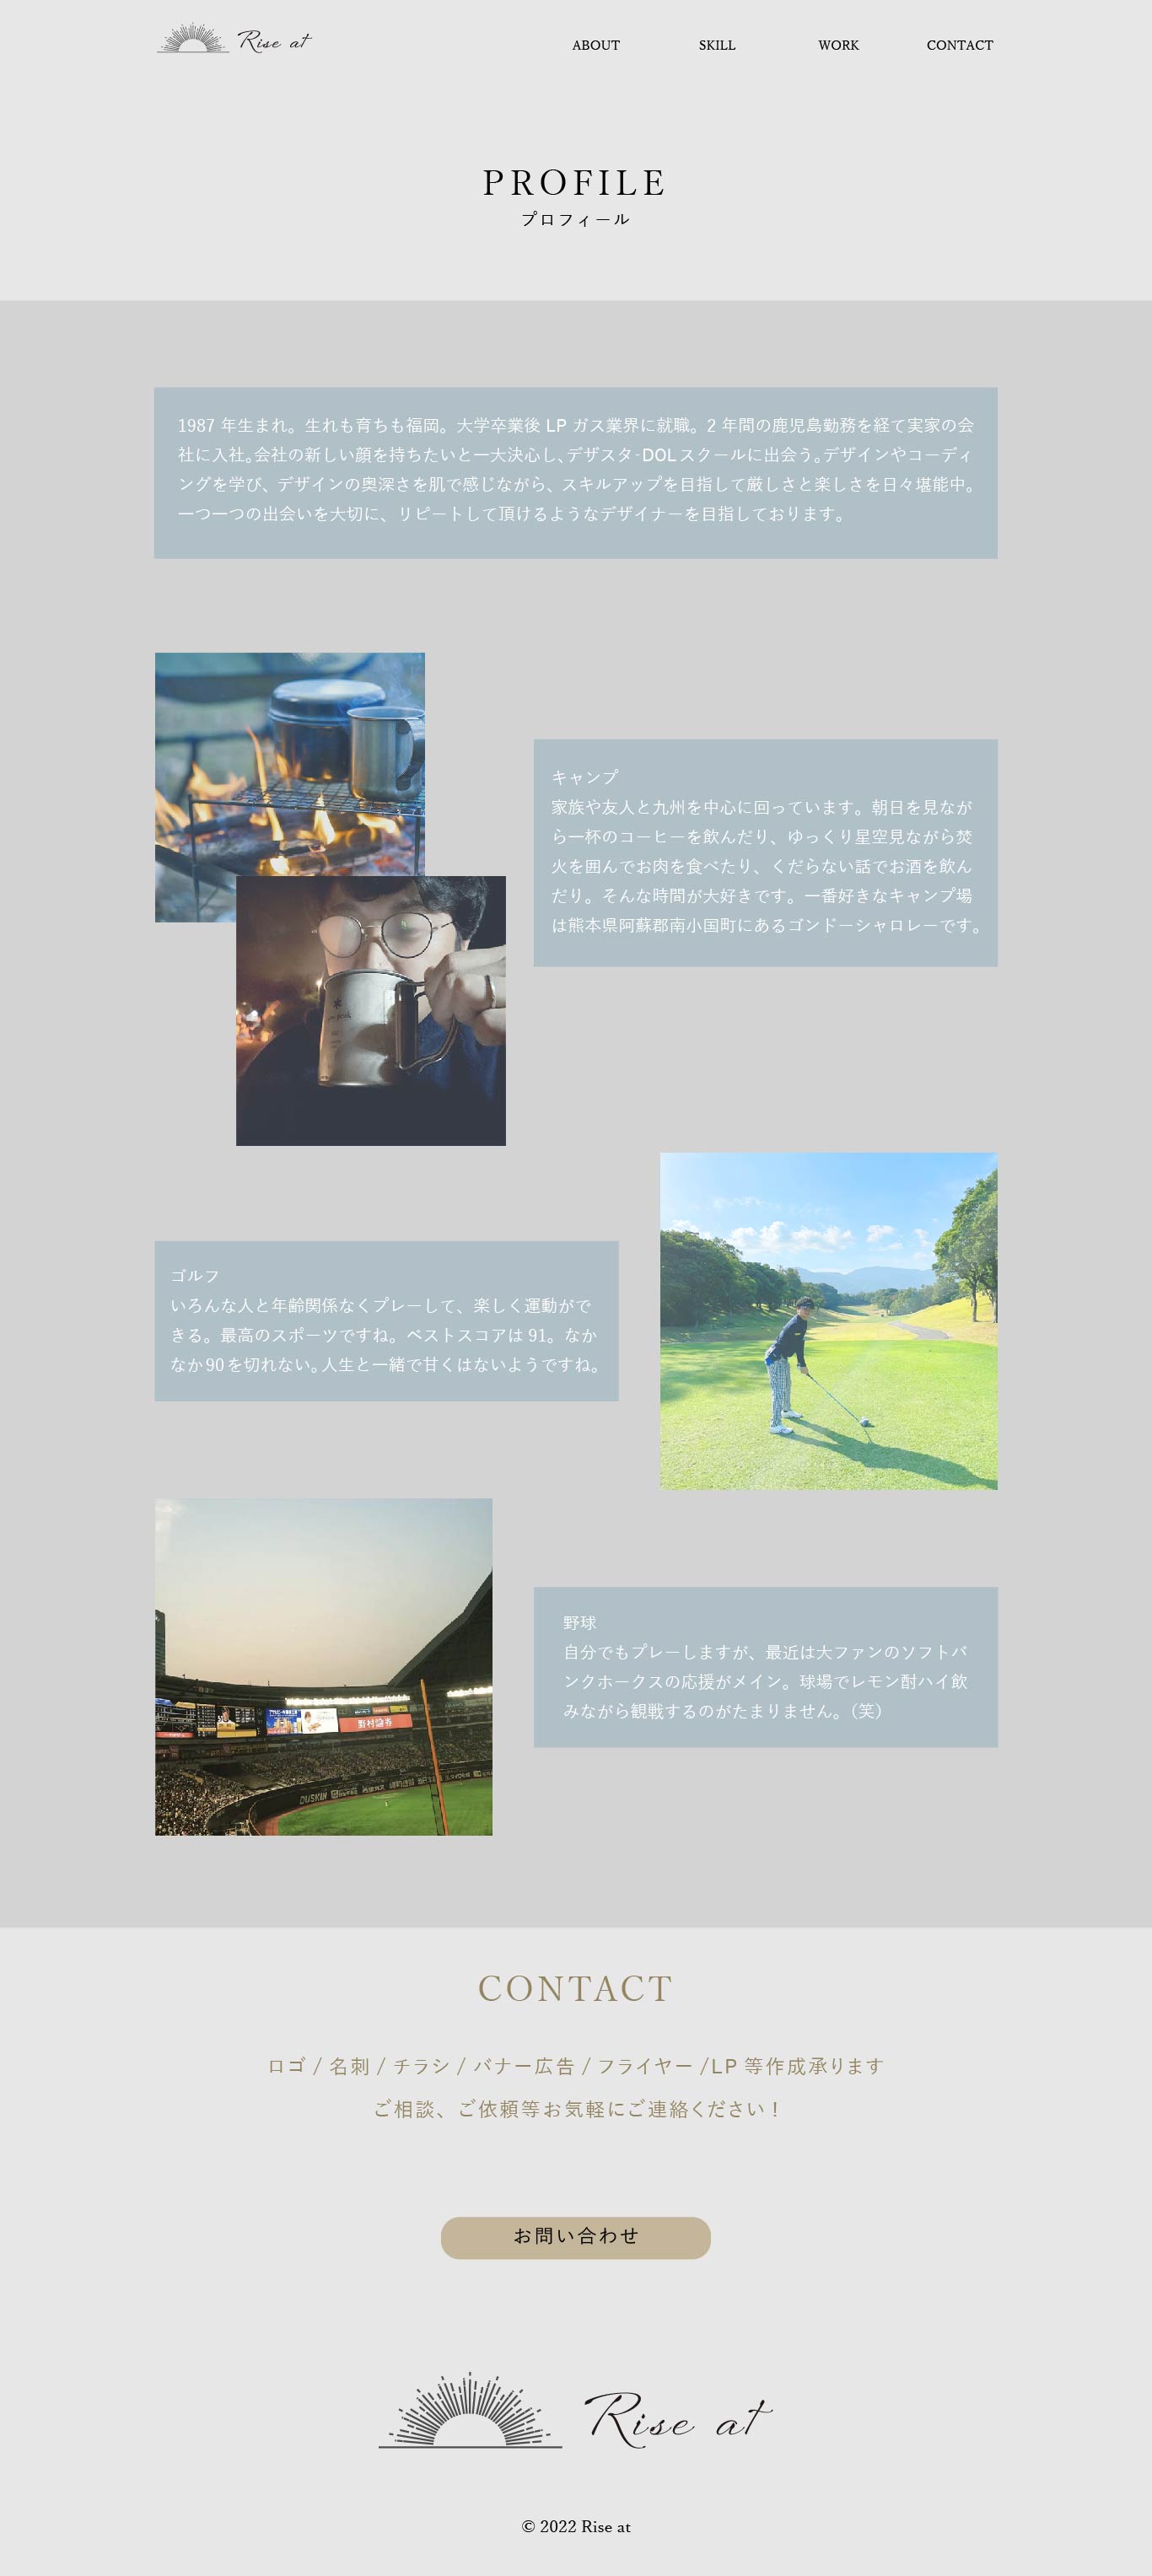 Rise at
ABOUT SKILL WORK CONTACT
PROFILE
プロフィール
1987 年生まれ。生れも育ちも福岡。大学卒業後 LP ガス業界に就職。2 年間の鹿児島勤務を経て実家の会
社に入社。会社の新しい顔を持ちたいと一大決心し、デザスタ-DOLスクールに出会う。デザインやコーディ
ングを学び、デザインの奥深さを肌で感じながら、スキルアップを目指して厳しさと楽しさを日々堪能中。
一つ一つの出会いを大切に、リピートして頂けるようなデザイナーを目指しております。
キャンプ
家族や友人と九州を中心に回っています。朝日を見なが
ら一杯のコーヒーを飲んだり、ゆっくり星空見ながら焚
火を囲んでお肉を食べたり、くだらない話でお酒を飲ん
だり。そんな時間が大好きです。一番好きなキャンプ場
は熊本県阿蘇郡南小国町にあるゴンドーシャロレーです。
ゴルフ
いろんな人と年齢関係なくプレーして、楽しく運動がで
きる。最高のスポーツですね。ベストスコアは 91。なか
なか90を切れない。人生と一緒で甘くはないようですね。
DUSKIN
野球
自分でもプレーしますが、最近は大ファンのソフトバ
ンクホークスの応援がメイン。球場でレモン酎ハイ飲
みながら観戦するのがたまりません。（笑）
CONTACT
ロゴ / 名刺 / チラシ / バナー広告 / フライヤー /LP 等作成承ります
ご相談、ご依頼等お気軽にご連絡ください！
お問い合わせ
Rise at
© 2022 Rise at